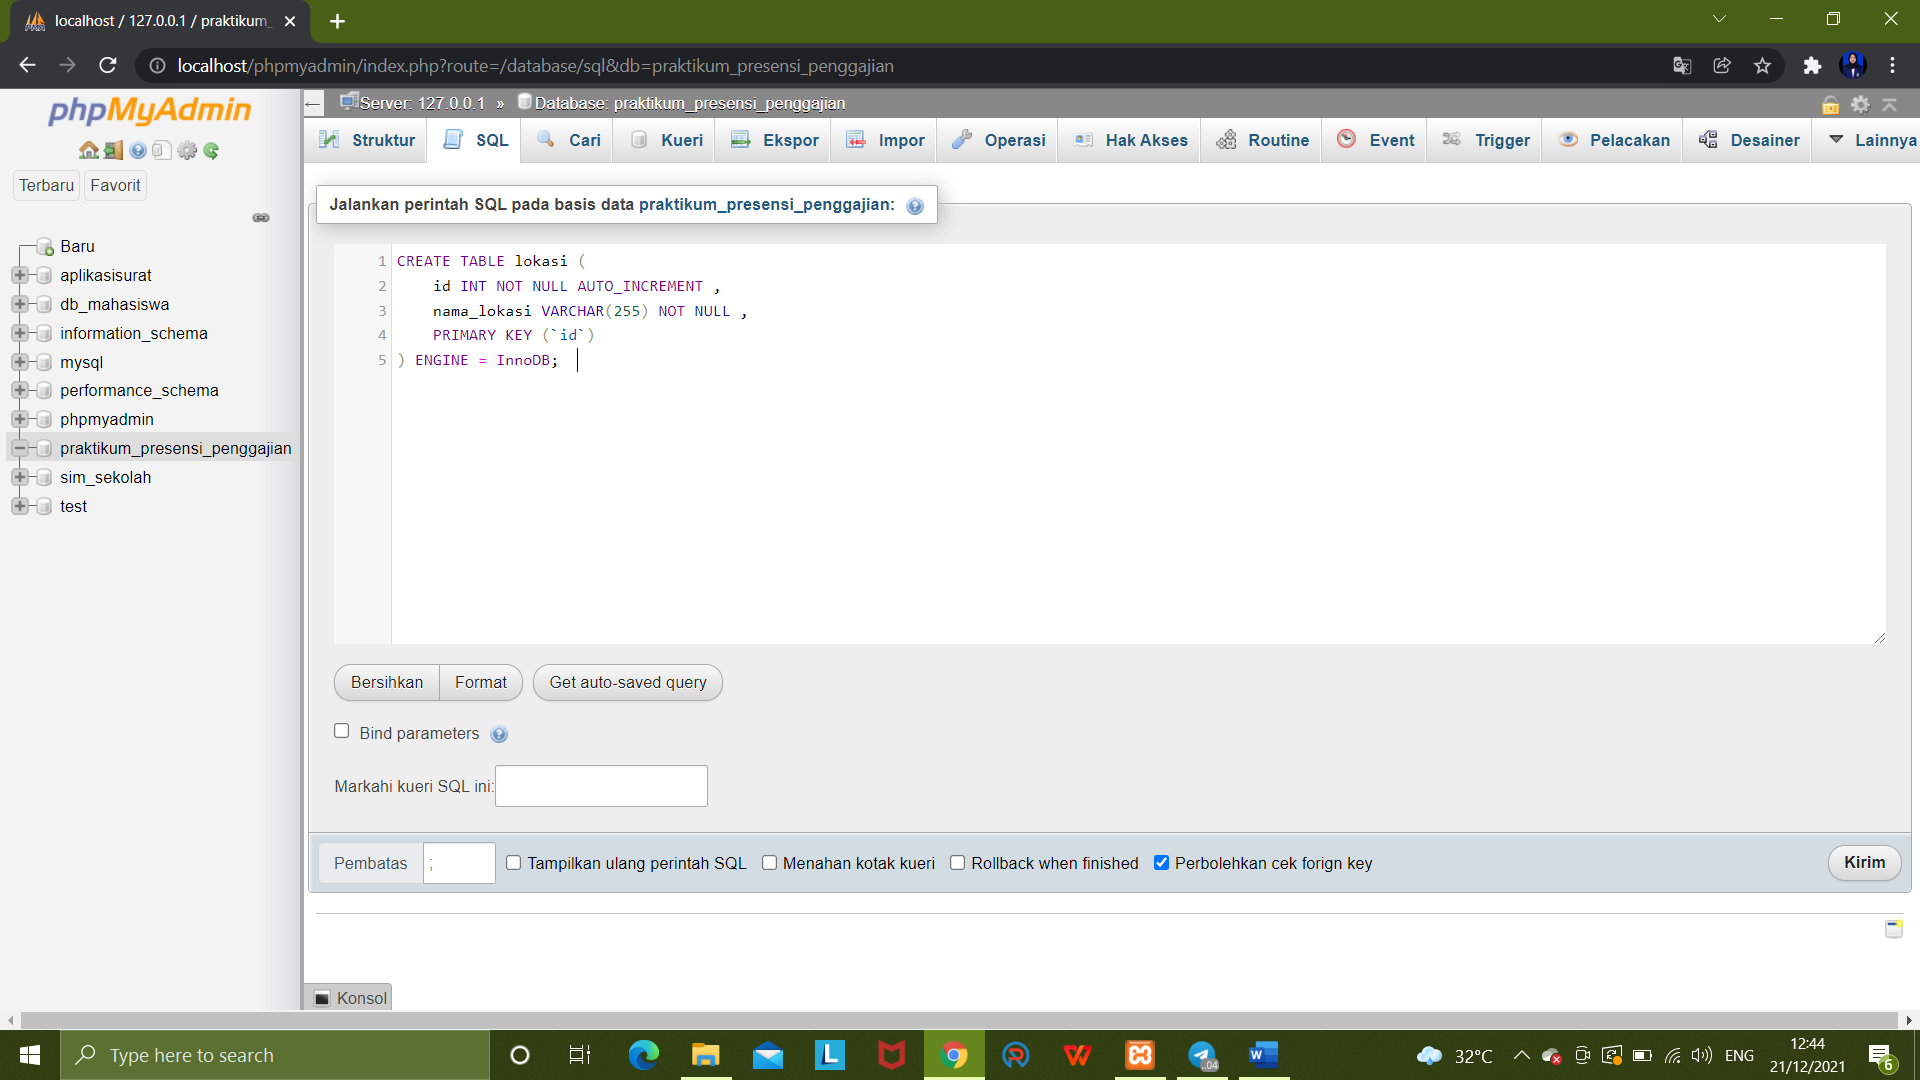 localhost / 127.0.0.1 / praktikum_
localhost/phpmyadmin/index.php?route=/database/sql&db=praktikum_presensi_penggajian
phpMyAdmin
Terbaru Favorit
Baru
aplikasisurat
db_mahasiswa
information_schema
mysql
performance_schema
phpmyadmin
praktikum_presensi_penggajian
sim_sekolah
test
Server: 127.0.0.1 » Database: praktikum_presensi_penggajian
Struktur SQL Cari Kueri Ekspor Impor Operasi Hak Akses Routine Event Trigger Pelacakan Desainer Lainnya
Jalankan perintah SQL pada basis data praktikum_presensi_penggajian:
1 CREATE TABLE lokasi (
2 id INT NOT NULL AUTO_INCREMENT ,
3 nama_lokasi VARCHAR(255) NOT NULL ,
4 PRIMARY KEY (`id`)
5 ) ENGINE = InnoDB;
Bersihkan Format Get auto-saved query
Bind parameters
Markahi kueri SQL ini:
Pembatas ; Tampilkan ulang perintah SQL Menahan kotak kueri Rollback when finished Perbolehkan cek forign key Kirim
Konsol
Type here to search
L
W
.04
W
32°C
ENG
12:44
21/12/2021
6